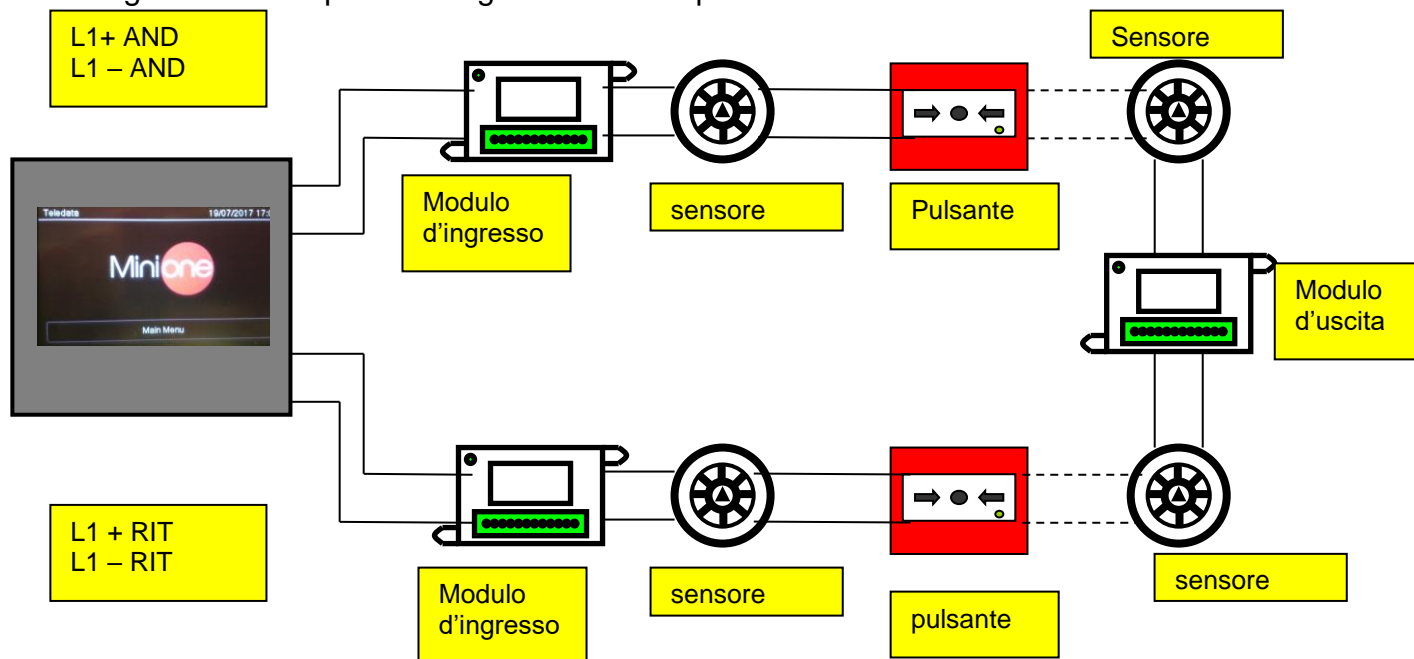 L1+ AND
L1 – AND
Sensore
Modulo
d'ingresso
sensore
Pulsante
Teledata 19/07/2017 17:
Minione
Main Menu
Modulo
d'uscita
L1 + RIT
L1 – RIT
Modulo
d'ingresso
sensore
pulsante
sensore